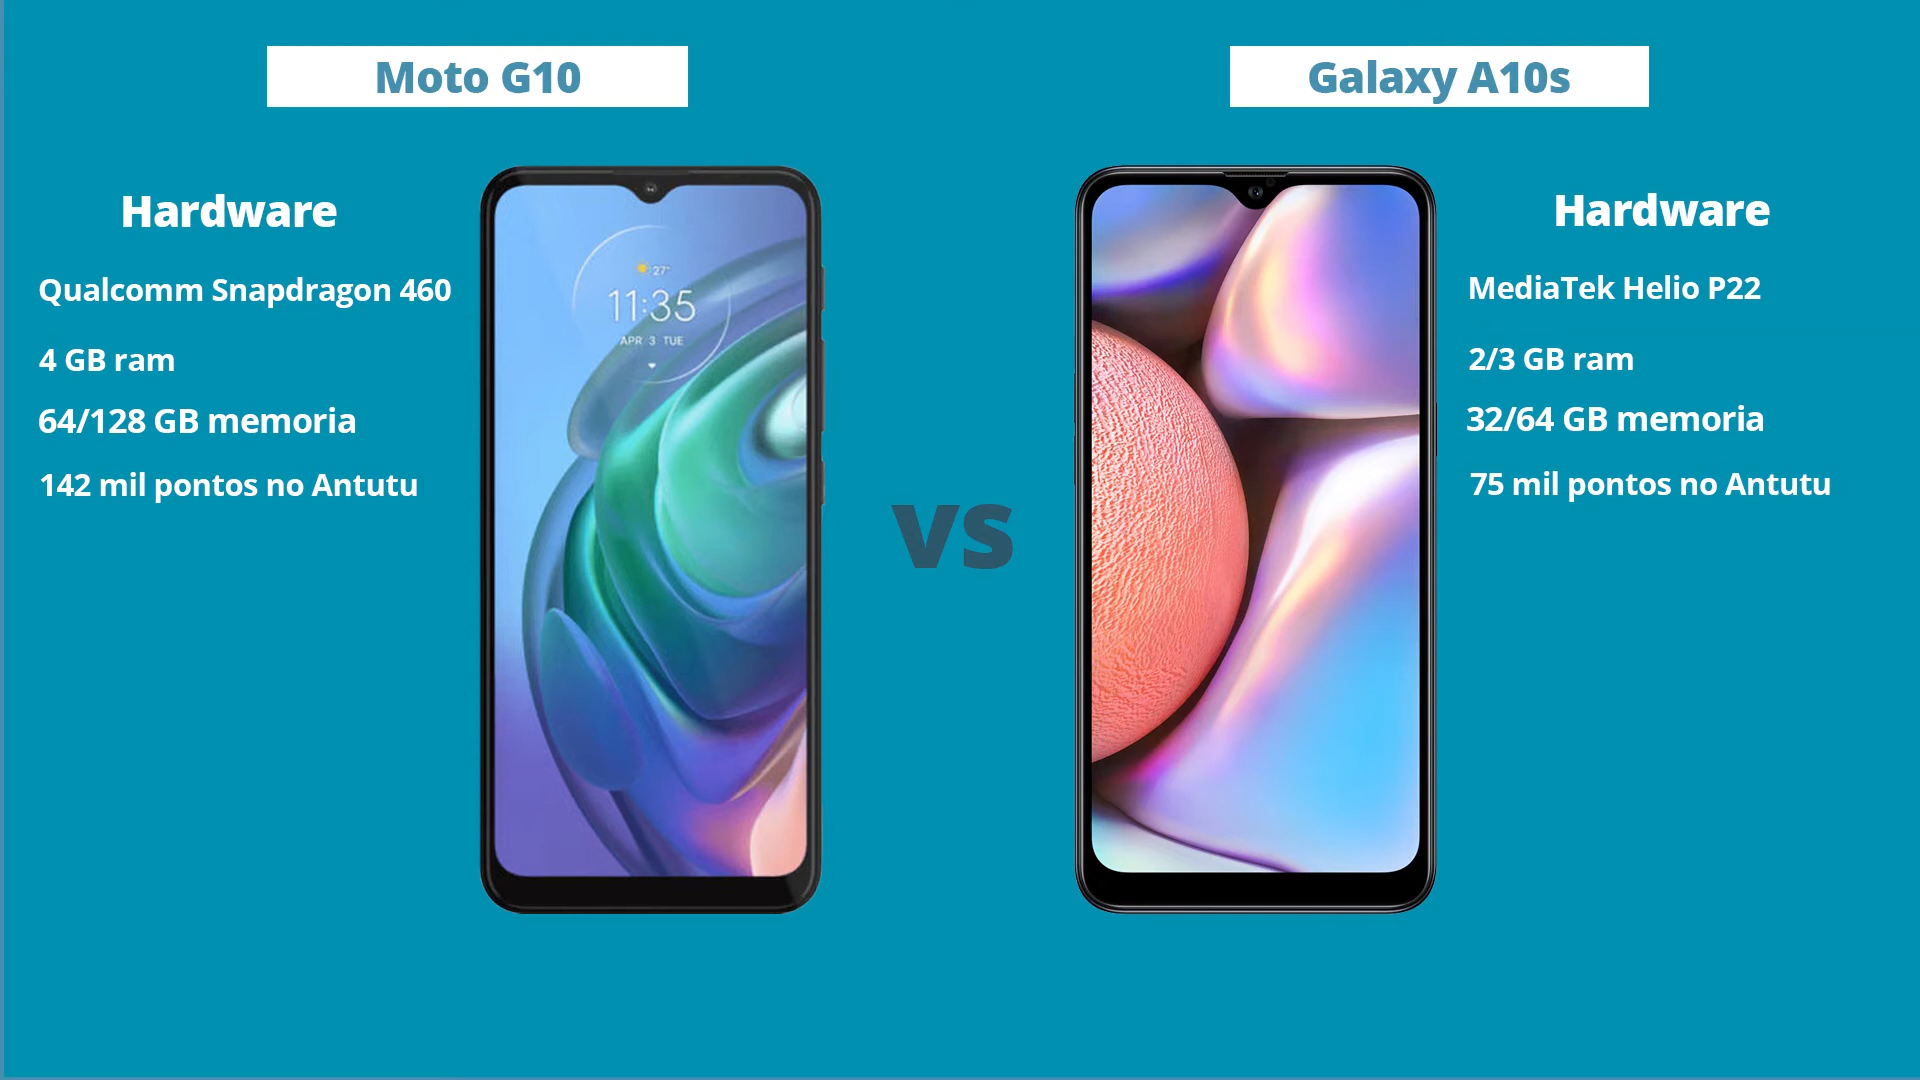 Moto G10
Galaxy A10s
Hardware
Qualcomm Snapdragon 460
4 GB ram
64/128 GB memoria
142 mil pontos no Antutu
27°
11:35
APR 3 TUE
VS
Hardware
MediaTek Helio P22
2/3 GB ram
32/64 GB memoria
75 mil pontos no Antutu